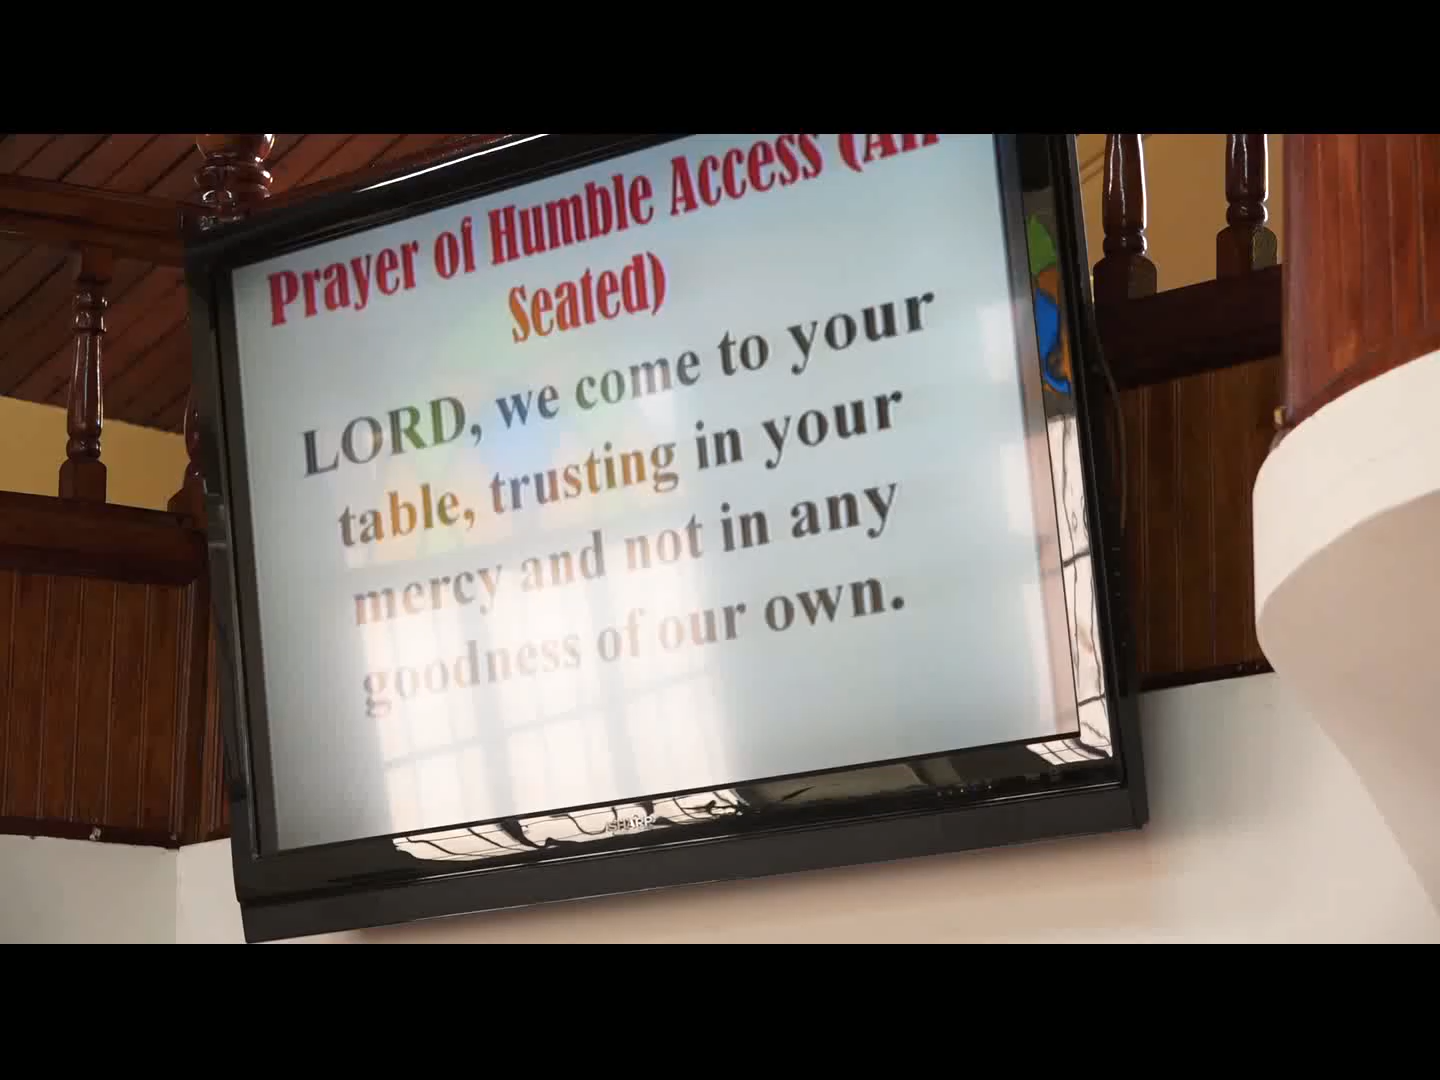 Prayer of Humble Access (All
Seated)
LORD, we come to your
table, trusting in your
mercy and not in any
goodness of our own.
SHARP